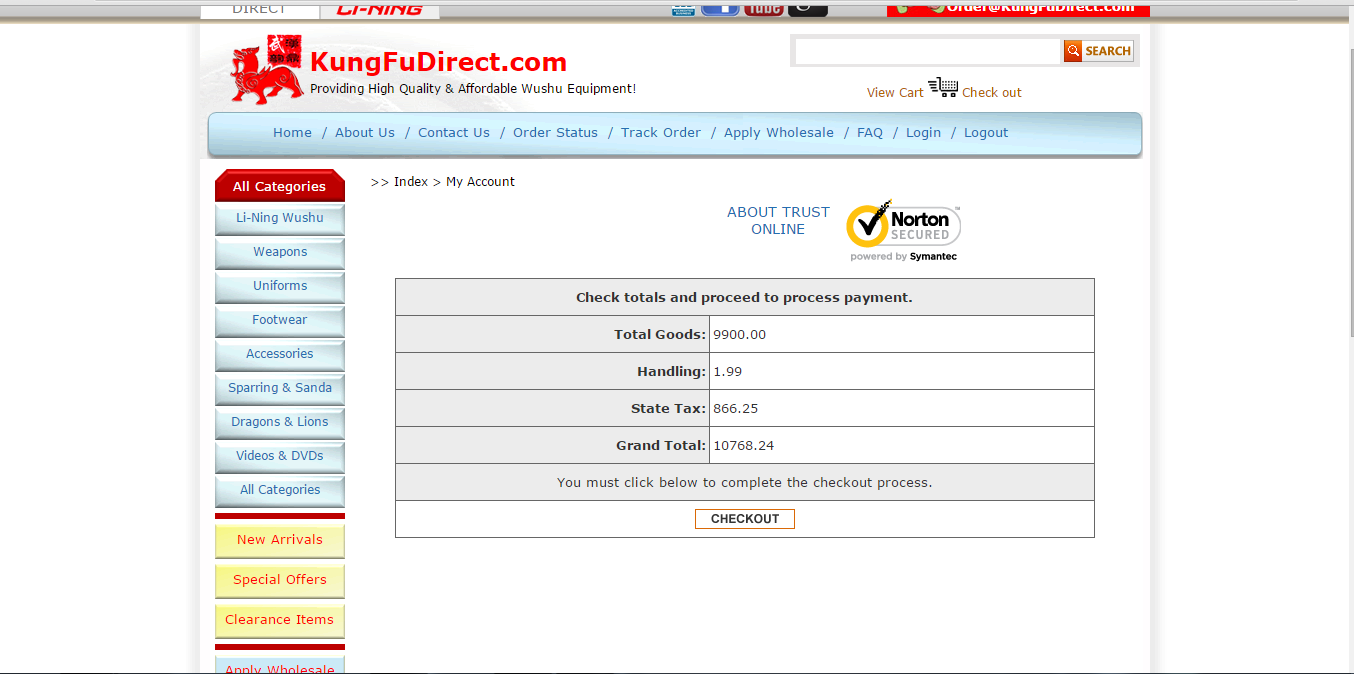 DIRECT
LI-NING
Tube
Order@KungFuDirect.com
KungFuDirect.com
Providing High Quality & Affordable Wushu Equipment!
SEARCH
View Cart
Check out
Home / About Us / Contact Us / Order Status / Track Order / Apply Wholesale / FAQ / Login / Logout
All Categories
Li-Ning Wushu
Weapons
Uniforms
Footwear
Accessories
Sparring & Sanda
Dragons & Lions
Videos & DVDs
All Categories
New Arrivals
Special Offers
Clearance Items
Apply Wholesale
>> Index > My Account
ABOUT TRUST
ONLINE
Norton
SECURED
™
powered by Symantec
Check totals and proceed to process payment.
Total Goods: 9900.00
Handling: 1.99
State Tax: 866.25
Grand Total: 10768.24
You must click below to complete the checkout process.
CHECKOUT